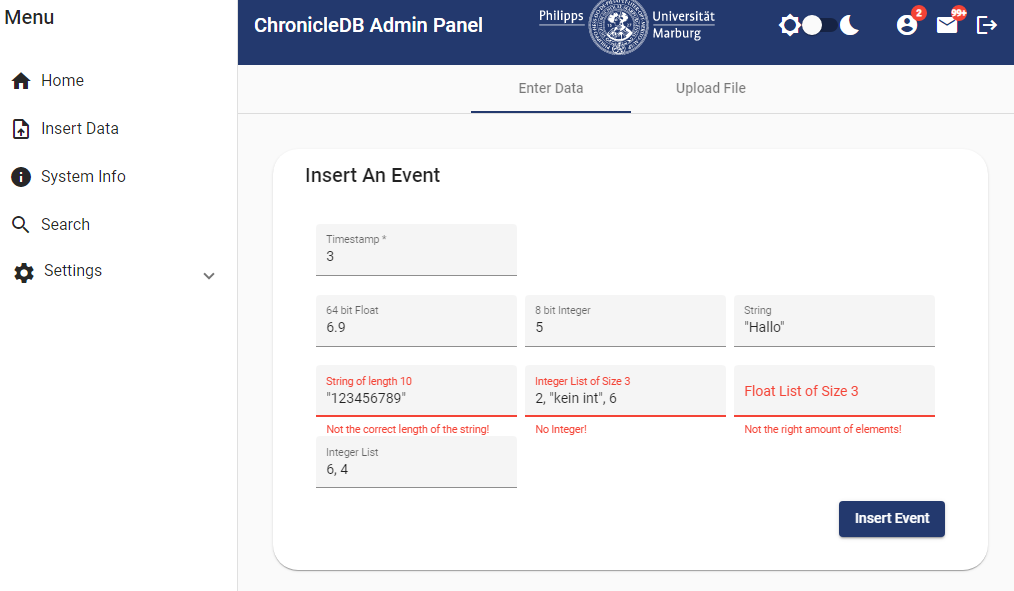 Menu
Home
Insert Data
System Info
Search
Settings
ChronicleDB Admin Panel
Philipps
Universität
Marburg
2
99+
Enter Data
Upload File
Insert An Event
Timestamp *
3
64 bit Float
6.9
8 bit Integer
5
String
"Hallo"
String of length 10
"123456789"
Not the correct length of the string!
Integer List of Size 3
2, "kein int", 6
No Integer!
Float List of Size 3
Not the right amount of elements!
Integer List
6, 4
Insert Event